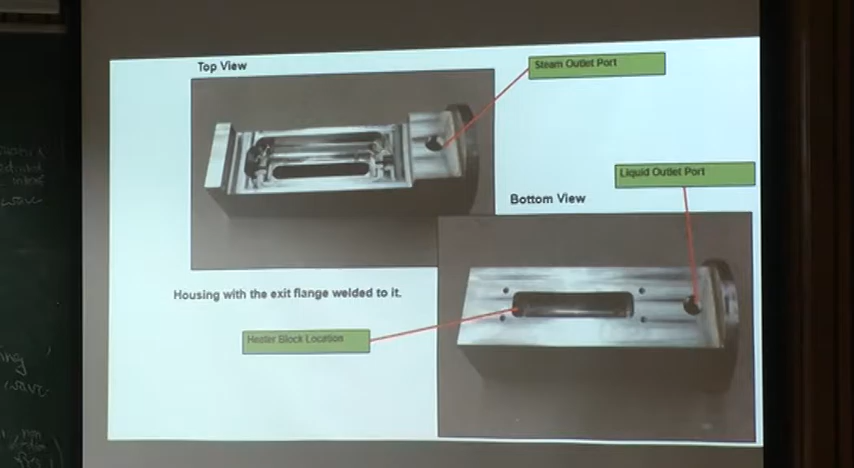 Top View
Steam Outlet Port
Liquid Outlet Port
Bottom View
Housing with the exit flange welded to it.
Heater Block Location
wave